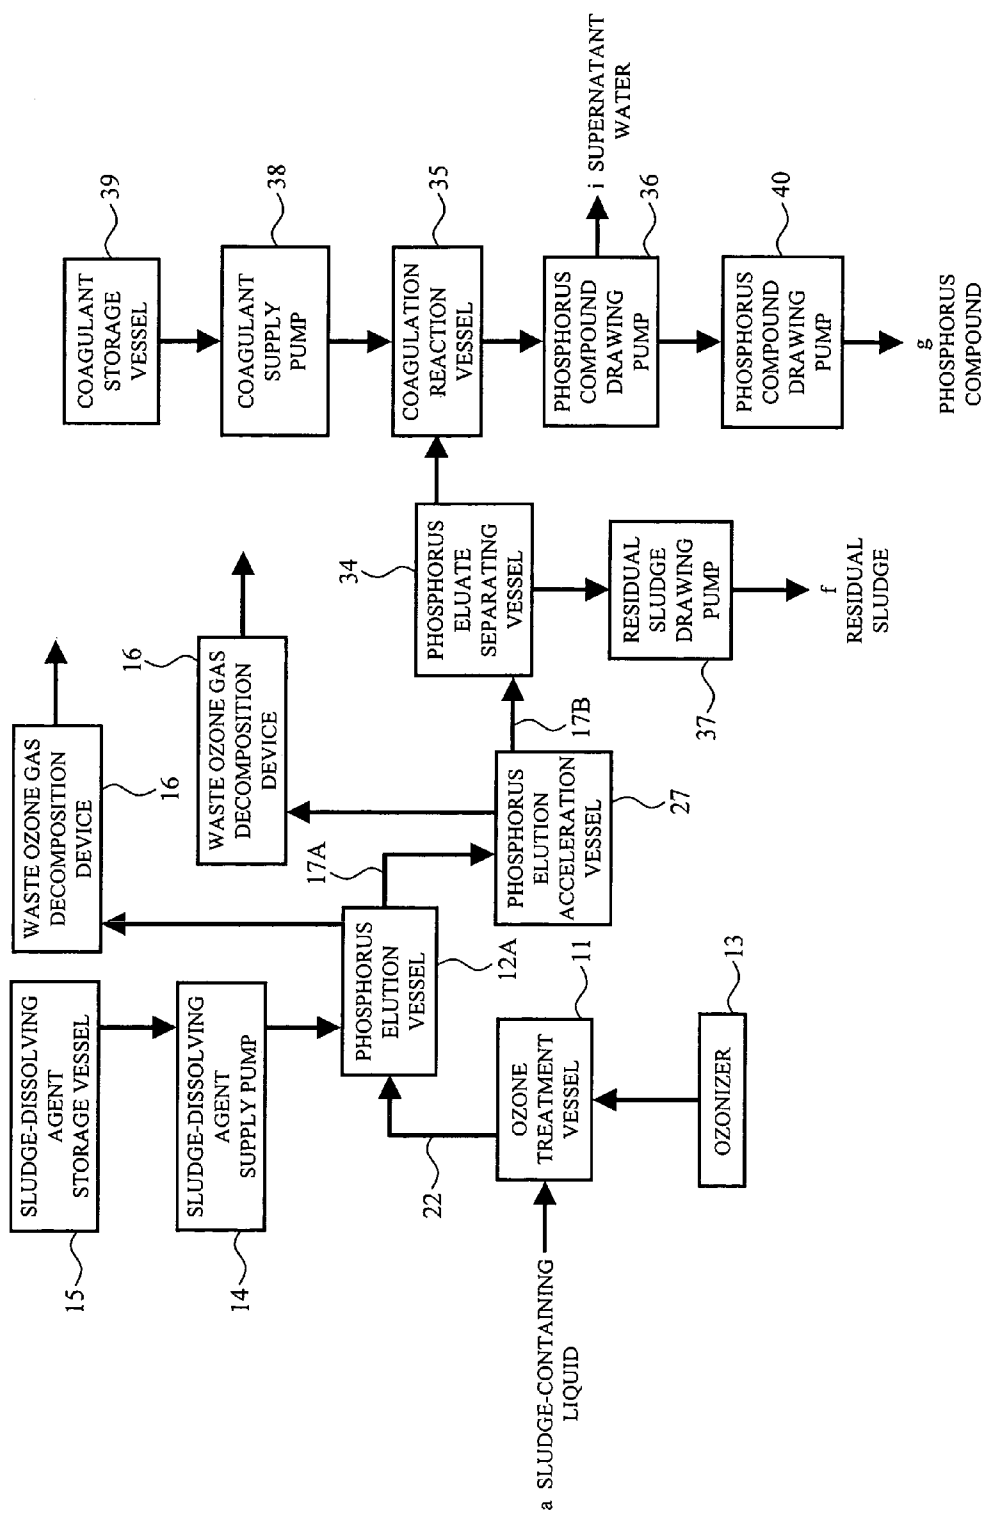 SLUDGE-DISSOLVING
AGENT
STORAGE VESSEL
15
WASTE OZONE GAS
DECOMPOSITION
DEVICE
16
SLUDGE-DISSOLVING
AGENT
SUPPLY PUMP
14
WASTE OZONE GAS
DECOMPOSITION
DEVICE
16
COAGULANT
STORAGE
VESSEL
39
COAGULANT
SUPPLY
PUMP
38
PHOSPHORUS
ELUTION
VESSEL
12A
17A
22
a SLUDGE-CONTAINING
LIQUID
OZONE
TREATMENT
VESSEL
11
OZONIZER
13
PHOSPHORUS
ELUTION
ACCELERATION
VESSEL
27
17B
PHOSPHORUS
ELUATE
SEPARATING
VESSEL
34
RESIDUAL
SLUDGE
DRAWING
PUMP
37
f
RESIDUAL
SLUDGE
COAGULATION
REACTION
VESSEL
35
PHOSPHORUS
COMPOUND
DRAWING
PUMP
36
i SUPERNATANT
WATER
PHOSPHORUS
COMPOUND
DRAWING
PUMP
40
g
PHOSPHORUS
COMPOUND